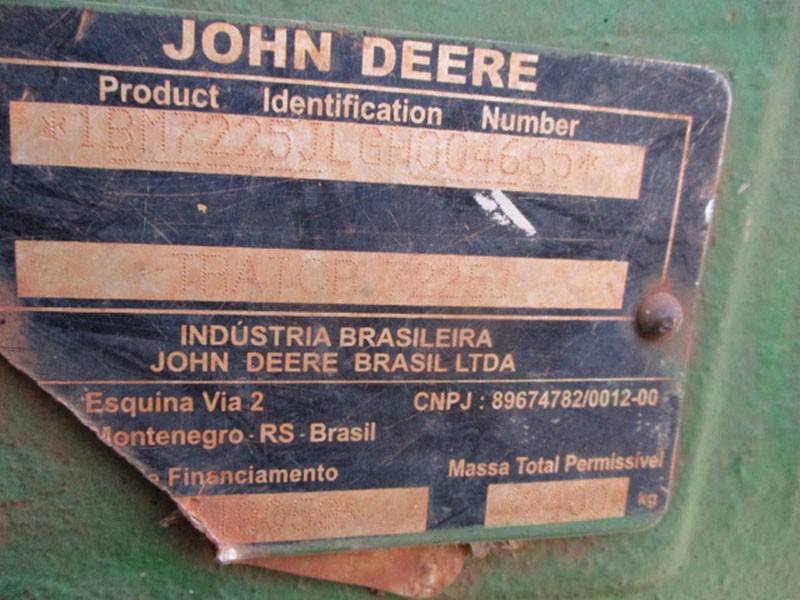 JOHN DEERE
Product Identification Number
*1BM7225JLGH004665*
TRATOR 7225J
INDÚSTRIA BRASILEIRA
JOHN DEERE BRASIL LTDA
Esquina Via 2 CNPJ : 89674782/0012-00
Montenegro - RS - Brasil
Financiamento Massa Total Permissível
kg